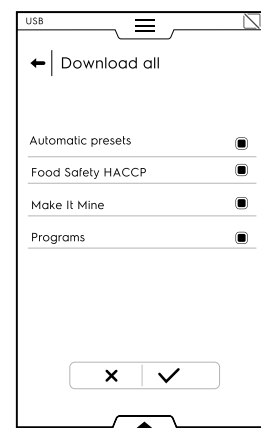 USB
Download all
Automatic presets
Food Safety HACCP
Make It Mine
Programs